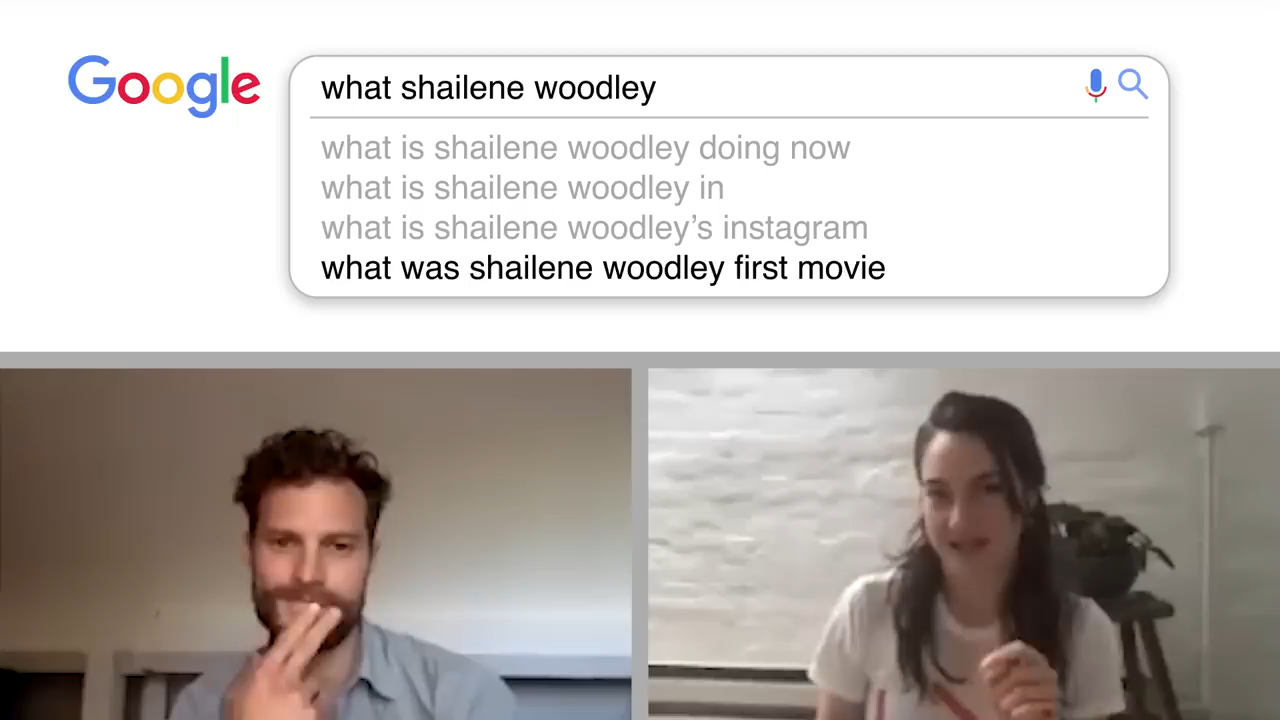 Google
what shailene woodley
what is shailene woodley doing now
what is shailene woodley in
what is shailene woodley’s instagram
what was shailene woodley first movie